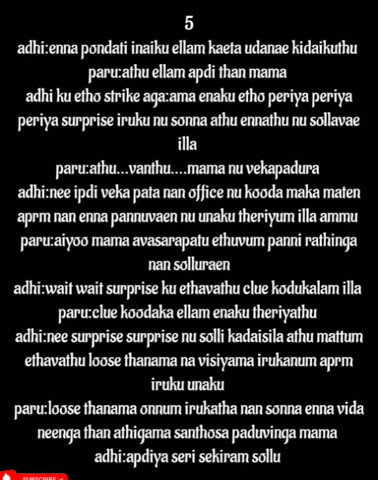 5
adhi:enna pondati inaiku ellam kaeta udanae kidaikuthu
paru:athu ellam apdi than mama
adhi ku etho strike aga:ama enaku etho periya periya
periya surprise iruku nu sonna athu ennathu nu sollavae
illa
paru:athu...vanthu....mama nu vekapadura
adhi:nee ipdi veka pata nan office nu kooda maka maten
aprm nan enna pannuvaen nu unaku theriyum illa ammu
paru:aiyoo mama avasarapatu ethuvum panni rathinga
nan solluraen
adhi:wait wait surprise ku ethavathu clue kodukalam illa
paru:clue koodaka ellam enaku theriyathu
adhi:nee surprise surprise nu solli kadaisila athu mattum
ethavathu loose thanama na visiyama irukanum aprm
iruku unaku
paru:loose thanama onnum irukatha nan sonna enna vida
neenga than athigama santhosa paduvinga mama
adhi:apdiya seri sekiram sollu
SUBSCRIBE